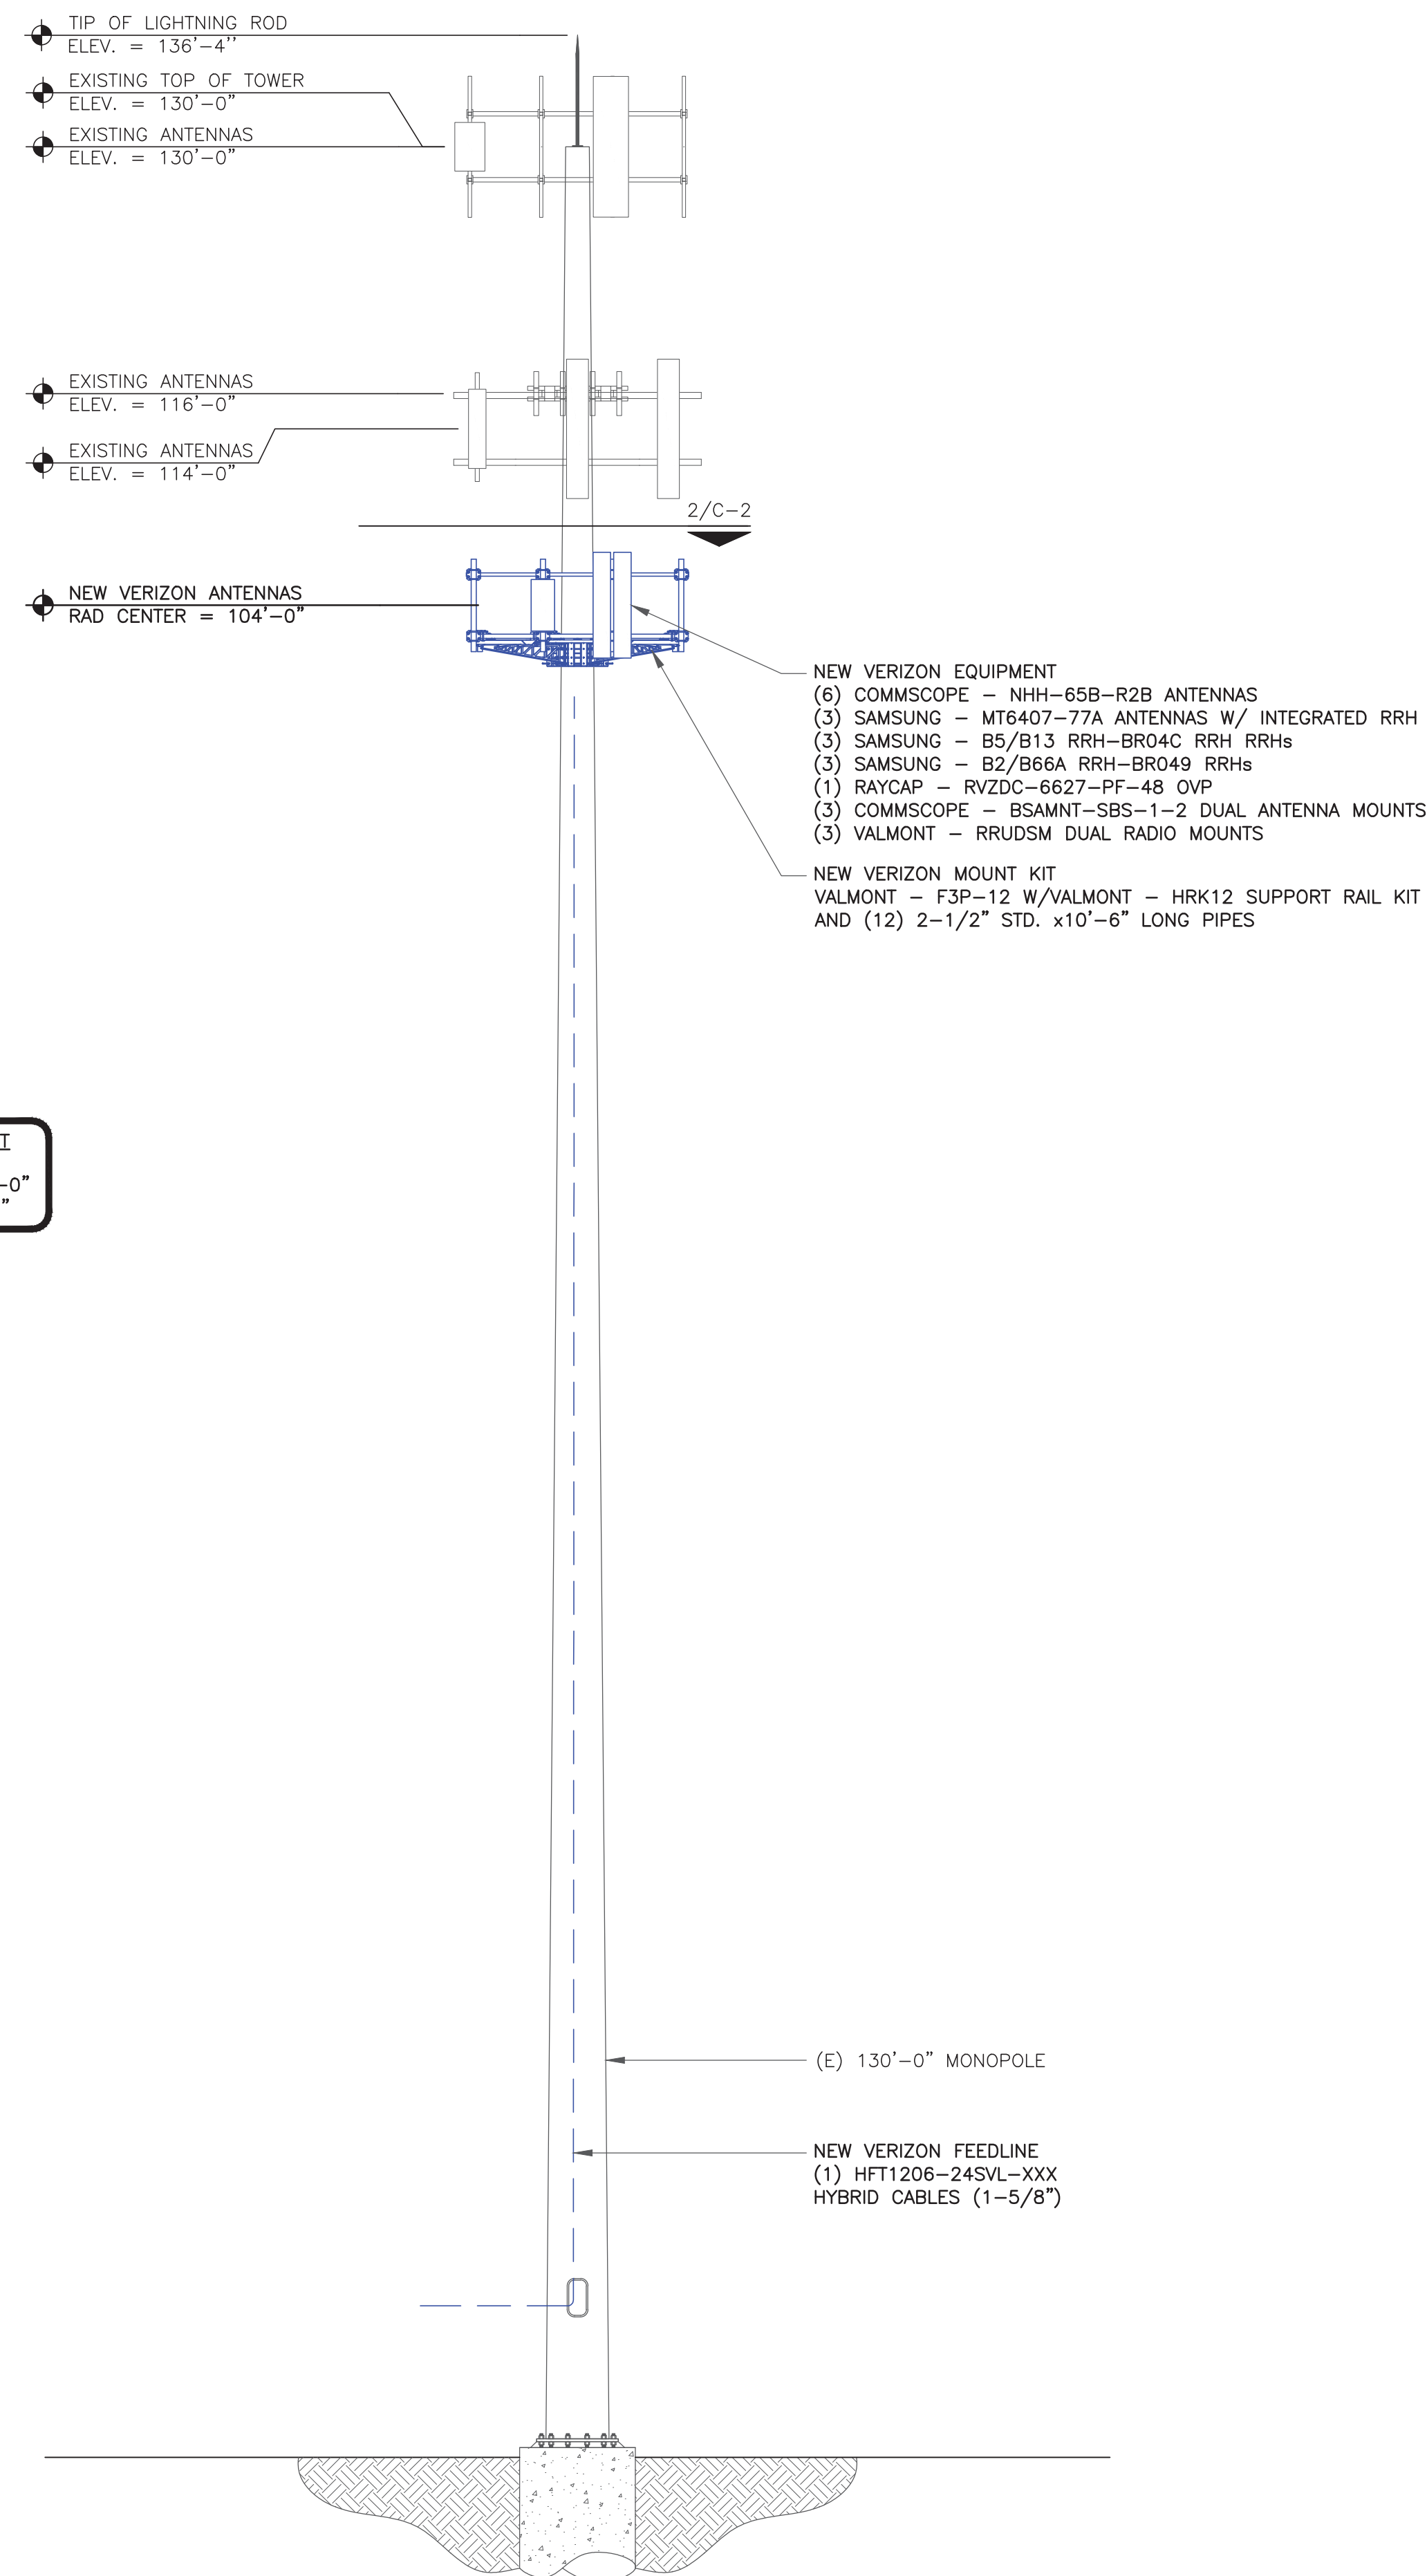 TIP OF LIGHTNING ROD
ELEV. = 136'-4''
EXISTING TOP OF TOWER
ELEV. = 130'-0"
EXISTING ANTENNAS
ELEV. = 130'-0"
EXISTING ANTENNAS
ELEV. = 116'-0"
EXISTING ANTENNAS
ELEV. = 114'-0"
2/C-2
NEW VERIZON ANTENNAS
RAD CENTER = 104'-0"
NEW VERIZON EQUIPMENT
(6) COMMSCOPE - NHH-65B-R2B ANTENNAS
(3) SAMSUNG - MT6407-77A ANTENNAS W/ INTEGRATED RRH
(3) SAMSUNG - B5/B13 RRH-BR04C RRH RRHs
(3) SAMSUNG - B2/B66A RRH-BR049 RRHs
(1) RAYCAP - RVZDC-6627-PF-48 OVP
(3) COMMSCOPE - BSAMNT-SBS-1-2 DUAL ANTENNA MOUNTS
(3) VALMONT - RRUDSM DUAL RADIO MOUNTS
NEW VERIZON MOUNT KIT
VALMONT - F3P-12 W/VALMONT - HRK12 SUPPORT RAIL KIT
AND (12) 2-1/2" STD. x10'-6" LONG PIPES
T
-0"
"
(E) 130'-0" MONOPOLE
NEW VERIZON FEEDLINE
(1) HFT1206-24SVL-XXX
HYBRID CABLES (1-5/8")